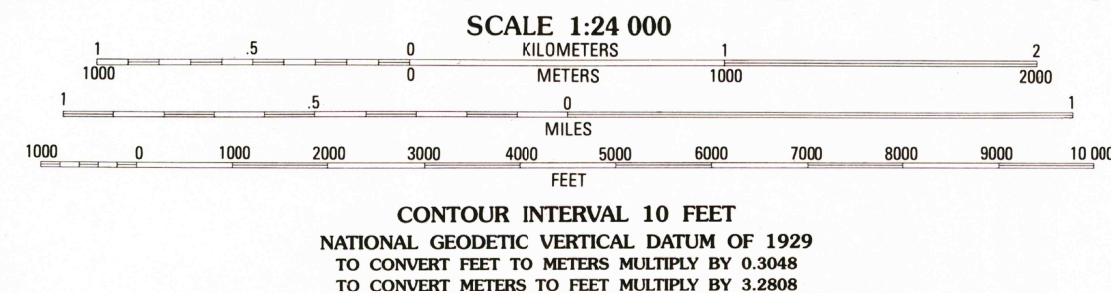 SCALE 1:24 000
1 .5 0 KILOMETERS 1 2
1000 0 METERS 1000 2000
1 .5 0 1
MILES
1000 0 1000 2000 3000 4000 5000 6000 7000 8000 9000 10 000
FEET
CONTOUR INTERVAL 10 FEET
NATIONAL GEODETIC VERTICAL DATUM OF 1929
TO CONVERT FEET TO METERS MULTIPLY BY 0.3048
TO CONVERT METERS TO FEET MULTIPLY BY 3.2808